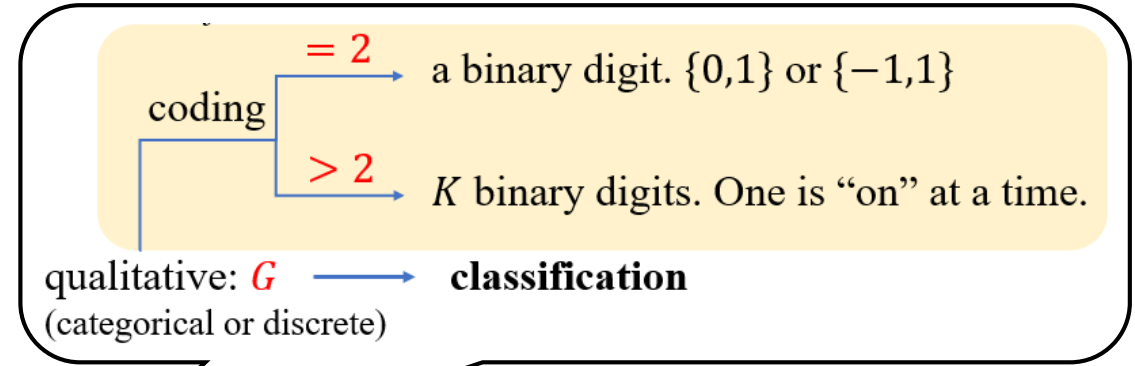 = 2
a binary digit. {0,1} or {−1,1}
coding
> 2
K binary digits. One is “on” at a time.
qualitative: G
classification
(categorical or discrete)